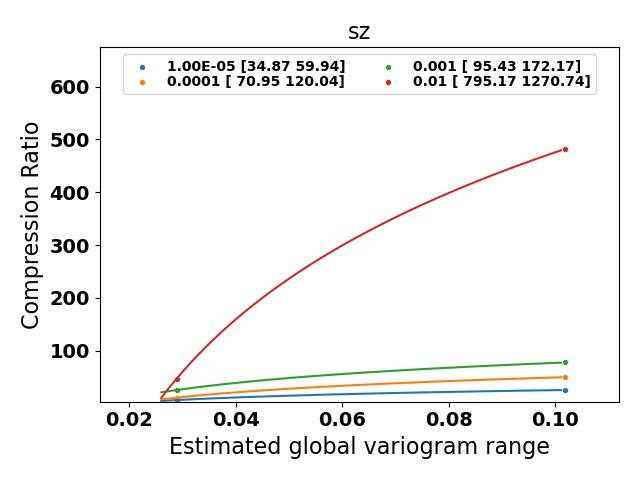 sz
1.00E-05 [34.87 59.94]
0.0001 [ 70.95 120.04]
0.001 [ 95.43 172.17]
0.01 [ 795.17 1270.74]
Compression Ratio
600
500
400
300
200
100
0.02 0.04 0.06 0.08 0.10
Estimated global variogram range